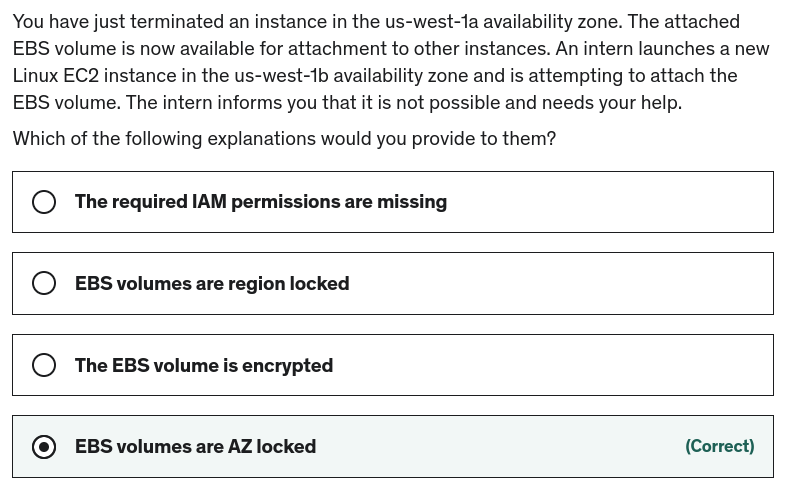 You have just terminated an instance in the us-west-1a availability zone. The attached
EBS volume is now available for attachment to other instances. An intern launches a new
Linux EC2 instance in the us-west-1b availability zone and is attempting to attach the
EBS volume. The intern informs you that it is not possible and needs your help.
Which of the following explanations would you provide to them?
The required IAM permissions are missing
EBS volumes are region locked
The EBS volume is encrypted
EBS volumes are AZ locked (Correct)